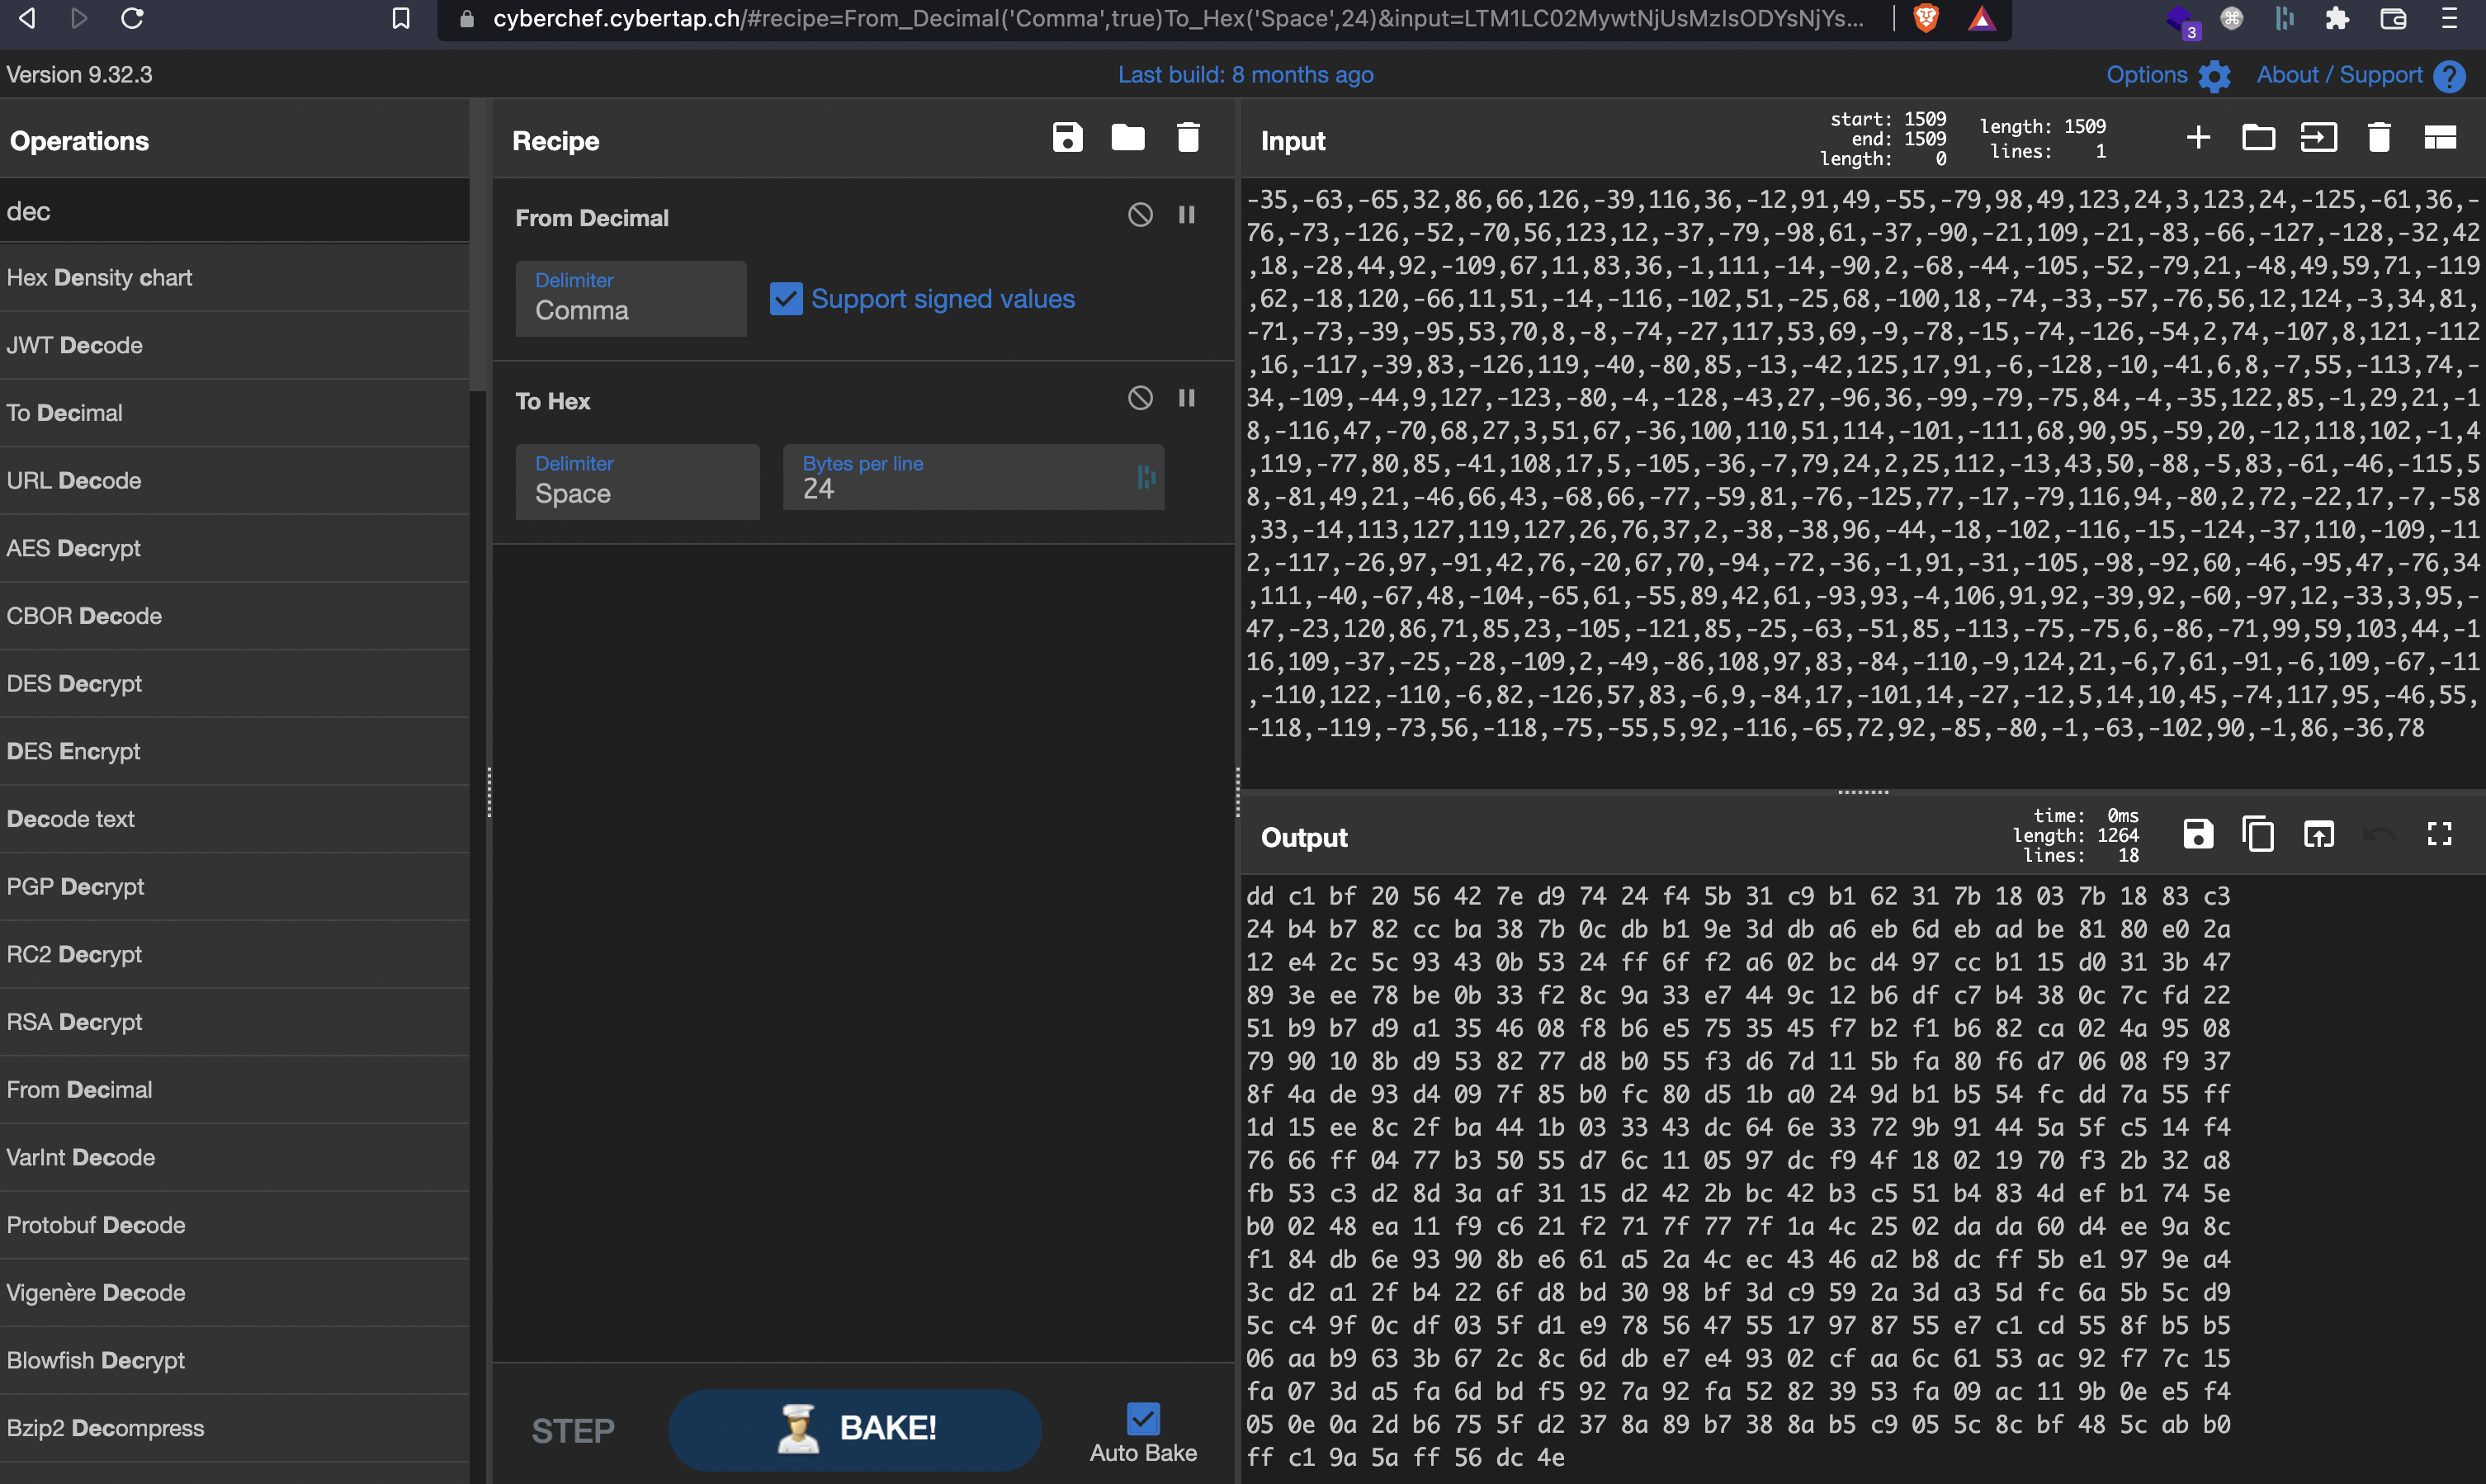 cyberchef.cybertap.ch/#recipe=From_Decimal('Comma',true)To_Hex('Space',24)&input=LTM1LC02MywtNjUsMzIsODYsNjYs...
3
Version 9.32.3
Last build: 8 months ago
Options
About / Support
Operations
dec
Hex Density chart
JWT Decode
To Decimal
URL Decode
AES Decrypt
CBOR Decode
DES Decrypt
DES Encrypt
Decode text
PGP Decrypt
RC2 Decrypt
RSA Decrypt
From Decimal
VarInt Decode
Protobuf Decode
Vigenère Decode
Blowfish Decrypt
Bzip2 Decompress
Recipe
From Decimal
Delimiter
Comma
Support signed values
To Hex
Delimiter
Space
Bytes per line
24
STEP
BAKE!
Auto Bake
Input
start: 1509
end: 1509
length: 0
length: 1509
lines: 1
-35,-63,-65,32,86,66,126,-39,116,36,-12,91,49,-55,-79,98,49,123,24,3,123,24,-125,-61,36,-
76,-73,-126,-52,-70,56,123,12,-37,-79,-98,61,-37,-90,-21,109,-21,-83,-66,-127,-128,-32,42
,18,-28,44,92,-109,67,11,83,36,-1,111,-14,-90,2,-68,-44,-105,-52,-79,21,-48,49,59,71,-119
,62,-18,120,-66,11,51,-14,-116,-102,51,-25,68,-100,18,-74,-33,-57,-76,56,12,124,-3,34,81,
-71,-73,-39,-95,53,70,8,-8,-74,-27,117,53,69,-9,-78,-15,-74,-126,-54,2,74,-107,8,121,-112
,16,-117,-39,83,-126,119,-40,-80,85,-13,-42,125,17,91,-6,-128,-10,-41,6,8,-7,55,-113,74,-
34,-109,-44,9,127,-123,-80,-4,-128,-43,27,-96,36,-99,-79,-75,84,-4,-35,122,85,-1,29,21,-1
8,-116,47,-70,68,27,3,51,67,-36,100,110,51,114,-101,-111,68,90,95,-59,20,-12,118,102,-1,4
,119,-77,80,85,-41,108,17,5,-105,-36,-7,79,24,2,25,112,-13,43,50,-88,-5,83,-61,-46,-115,5
8,-81,49,21,-46,66,43,-68,66,-77,-59,81,-76,-125,77,-17,-79,116,94,-80,2,72,-22,17,-7,-58
,33,-14,113,127,119,127,26,76,37,2,-38,-38,96,-44,-18,-102,-116,-15,-124,-37,110,-109,-11
2,-117,-26,97,-91,42,76,-20,67,70,-94,-72,-36,-1,91,-31,-105,-98,-92,60,-46,-95,47,-76,34
,111,-40,-67,48,-104,-65,61,-55,89,42,61,-93,93,-4,106,91,92,-39,92,-60,-97,12,-33,3,95,-
47,-23,120,86,71,85,23,-105,-121,85,-25,-63,-51,85,-113,-75,-75,6,-86,-71,99,59,103,44,-1
16,109,-37,-25,-28,-109,2,-49,-86,108,97,83,-84,-110,-9,124,21,-6,7,61,-91,-6,109,-67,-11
,-110,122,-110,-6,82,-126,57,83,-6,9,-84,17,-101,14,-27,-12,5,14,10,45,-74,117,95,-46,55,
-118,-119,-73,56,-118,-75,-55,5,92,-116,-65,72,92,-85,-80,-1,-63,-102,90,-1,86,-36,78
Output
time: 0ms
length: 1264
lines: 18
dd c1 bf 20 56 42 7e d9 74 24 f4 5b 31 c9 b1 62 31 7b 18 03 7b 18 83 c3
24 b4 b7 82 cc ba 38 7b 0c db b1 9e 3d db a6 eb 6d eb ad be 81 80 e0 2a
12 e4 2c 5c 93 43 0b 53 24 ff 6f f2 a6 02 bc d4 97 cc b1 15 d0 31 3b 47
89 3e ee 78 be 0b 33 f2 8c 9a 33 e7 44 9c 12 b6 df c7 b4 38 0c 7c fd 22
51 b9 b7 d9 a1 35 46 08 f8 b6 e5 75 35 45 f7 b2 f1 b6 82 ca 02 4a 95 08
79 90 10 8b d9 53 82 77 d8 b0 55 f3 d6 7d 11 5b fa 80 f6 d7 06 08 f9 37
8f 4a de 93 d4 09 7f 85 b0 fc 80 d5 1b a0 24 9d b1 b5 54 fc dd 7a 55 ff
1d 15 ee 8c 2f ba 44 1b 03 33 43 dc 64 6e 33 72 9b 91 44 5a 5f c5 14 f4
76 66 ff 04 77 b3 50 55 d7 6c 11 05 97 dc f9 4f 18 02 19 70 f3 2b 32 a8
fb 53 c3 d2 8d 3a af 31 15 d2 42 2b bc 42 b3 c5 51 b4 83 4d ef b1 74 5e
b0 02 48 ea 11 f9 c6 21 f2 71 7f 77 7f 1a 4c 25 02 da da 60 d4 ee 9a 8c
f1 84 db 6e 93 90 8b e6 61 a5 2a 4c ec 43 46 a2 b8 dc ff 5b e1 97 9e a4
3c d2 a1 2f b4 22 6f d8 bd 30 98 bf 3d c9 59 2a 3d a3 5d fc 6a 5b 5c d9
5c c4 9f 0c df 03 5f d1 e9 78 56 47 55 17 97 87 55 e7 c1 cd 55 8f b5 b5
06 aa b9 63 3b 67 2c 8c 6d db e7 e4 93 02 cf aa 6c 61 53 ac 92 f7 7c 15
fa 07 3d a5 fa 6d bd f5 92 7a 92 fa 52 82 39 53 fa 09 ac 11 9b 0e e5 f4
05 0e 0a 2d b6 75 5f d2 37 8a 89 b7 38 8a b5 c9 05 5c 8c bf 48 5c ab b0
ff c1 9a 5a ff 56 dc 4e